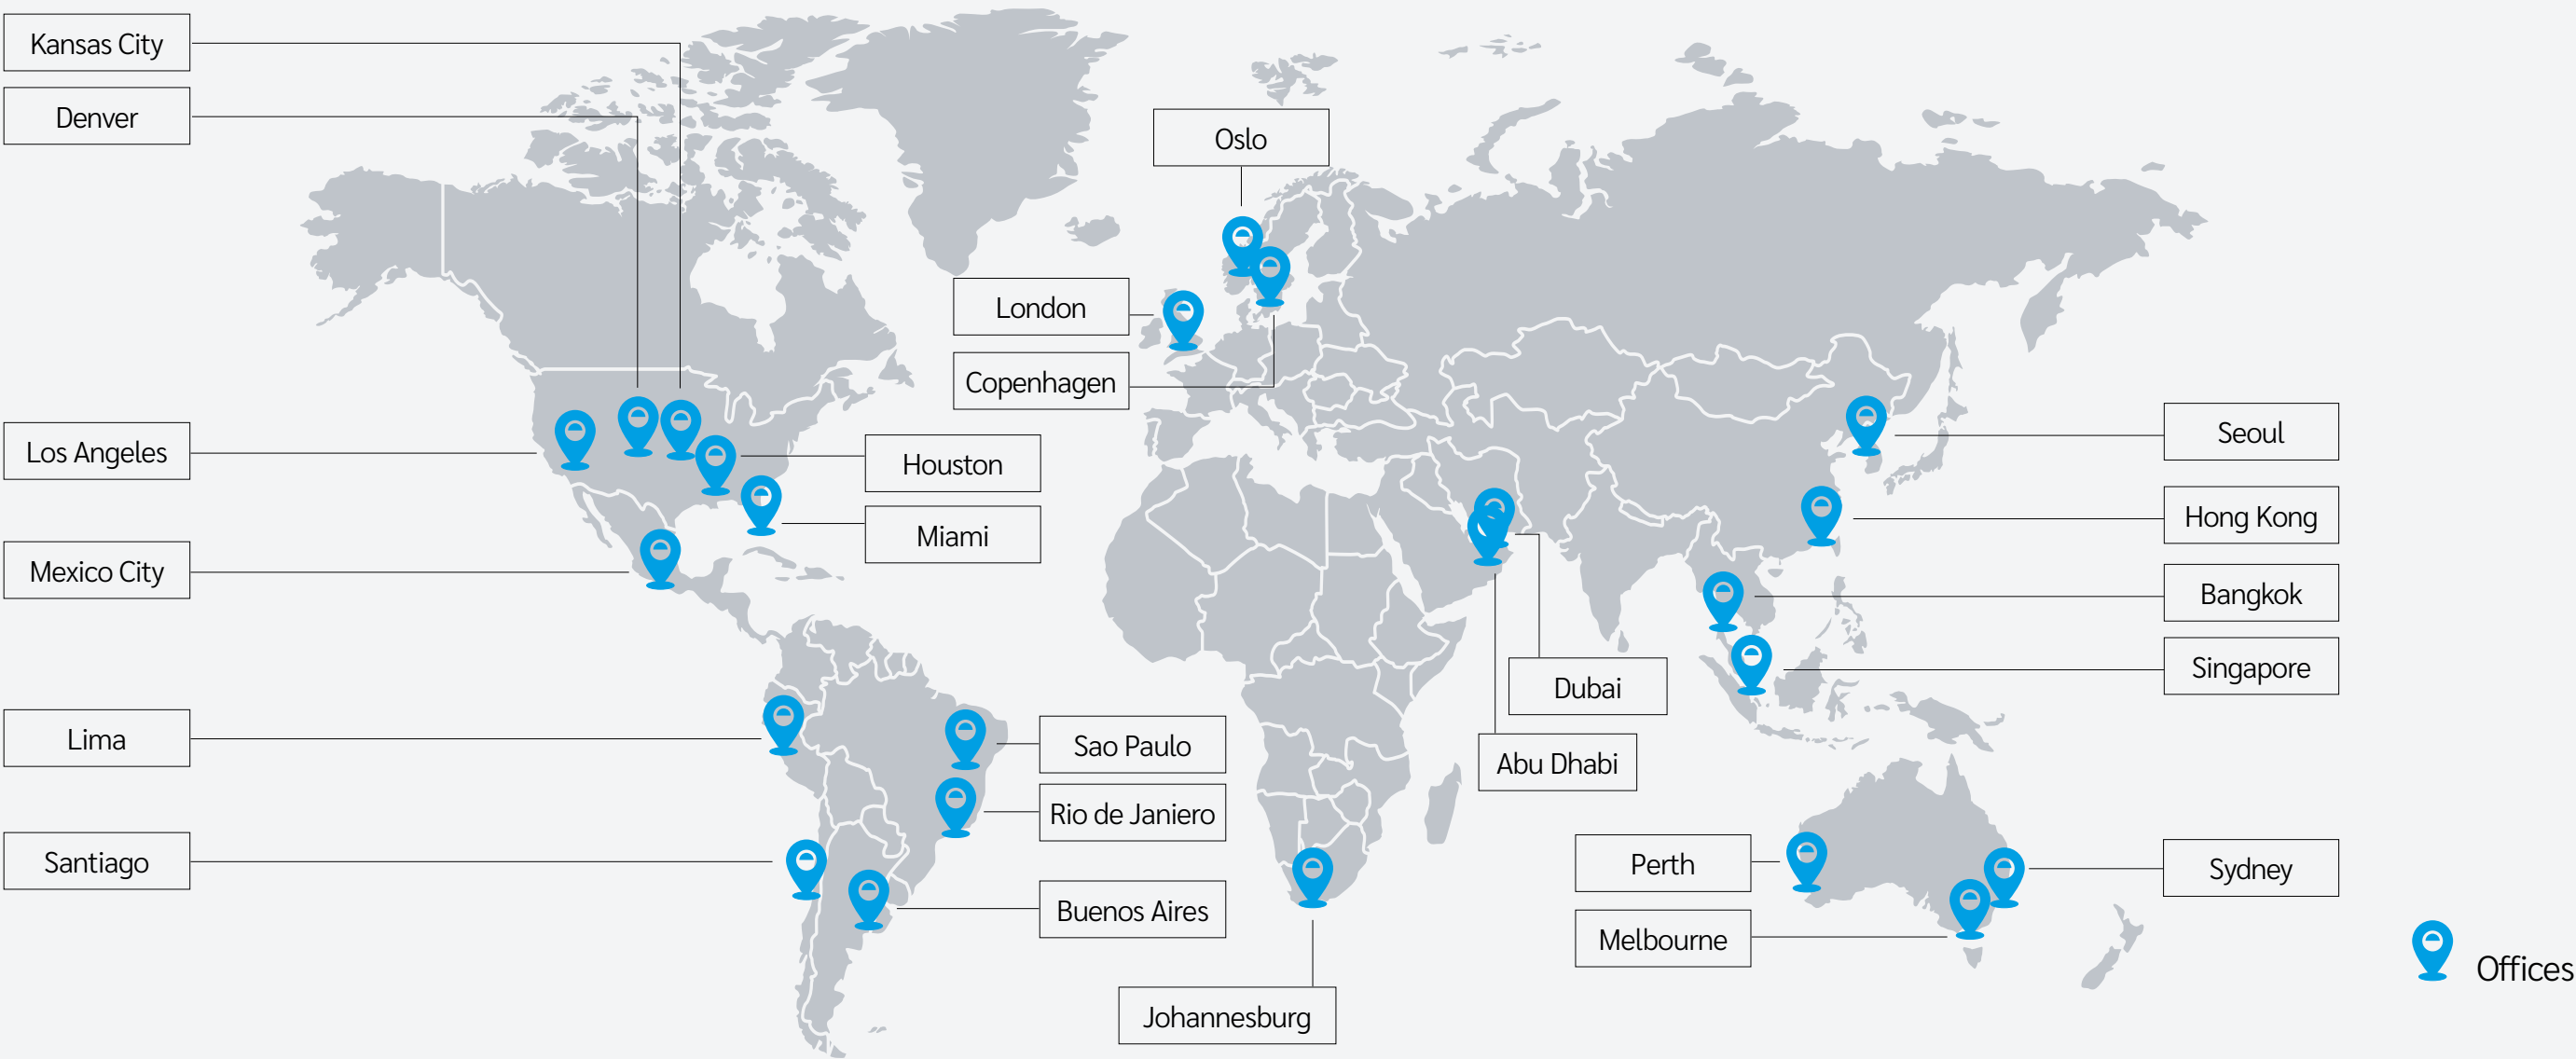 Kansas City
Denver
Oslo
London
Copenhagen
Los Angeles
Houston
Miami
Mexico City
Seoul
Hong Kong
Bangkok
Singapore
Dubai
Abu Dhabi
Lima
Sao Paulo
Rio de Janiero
Santiago
Buenos Aires
Johannesburg
Perth
Melbourne
Sydney
Offices